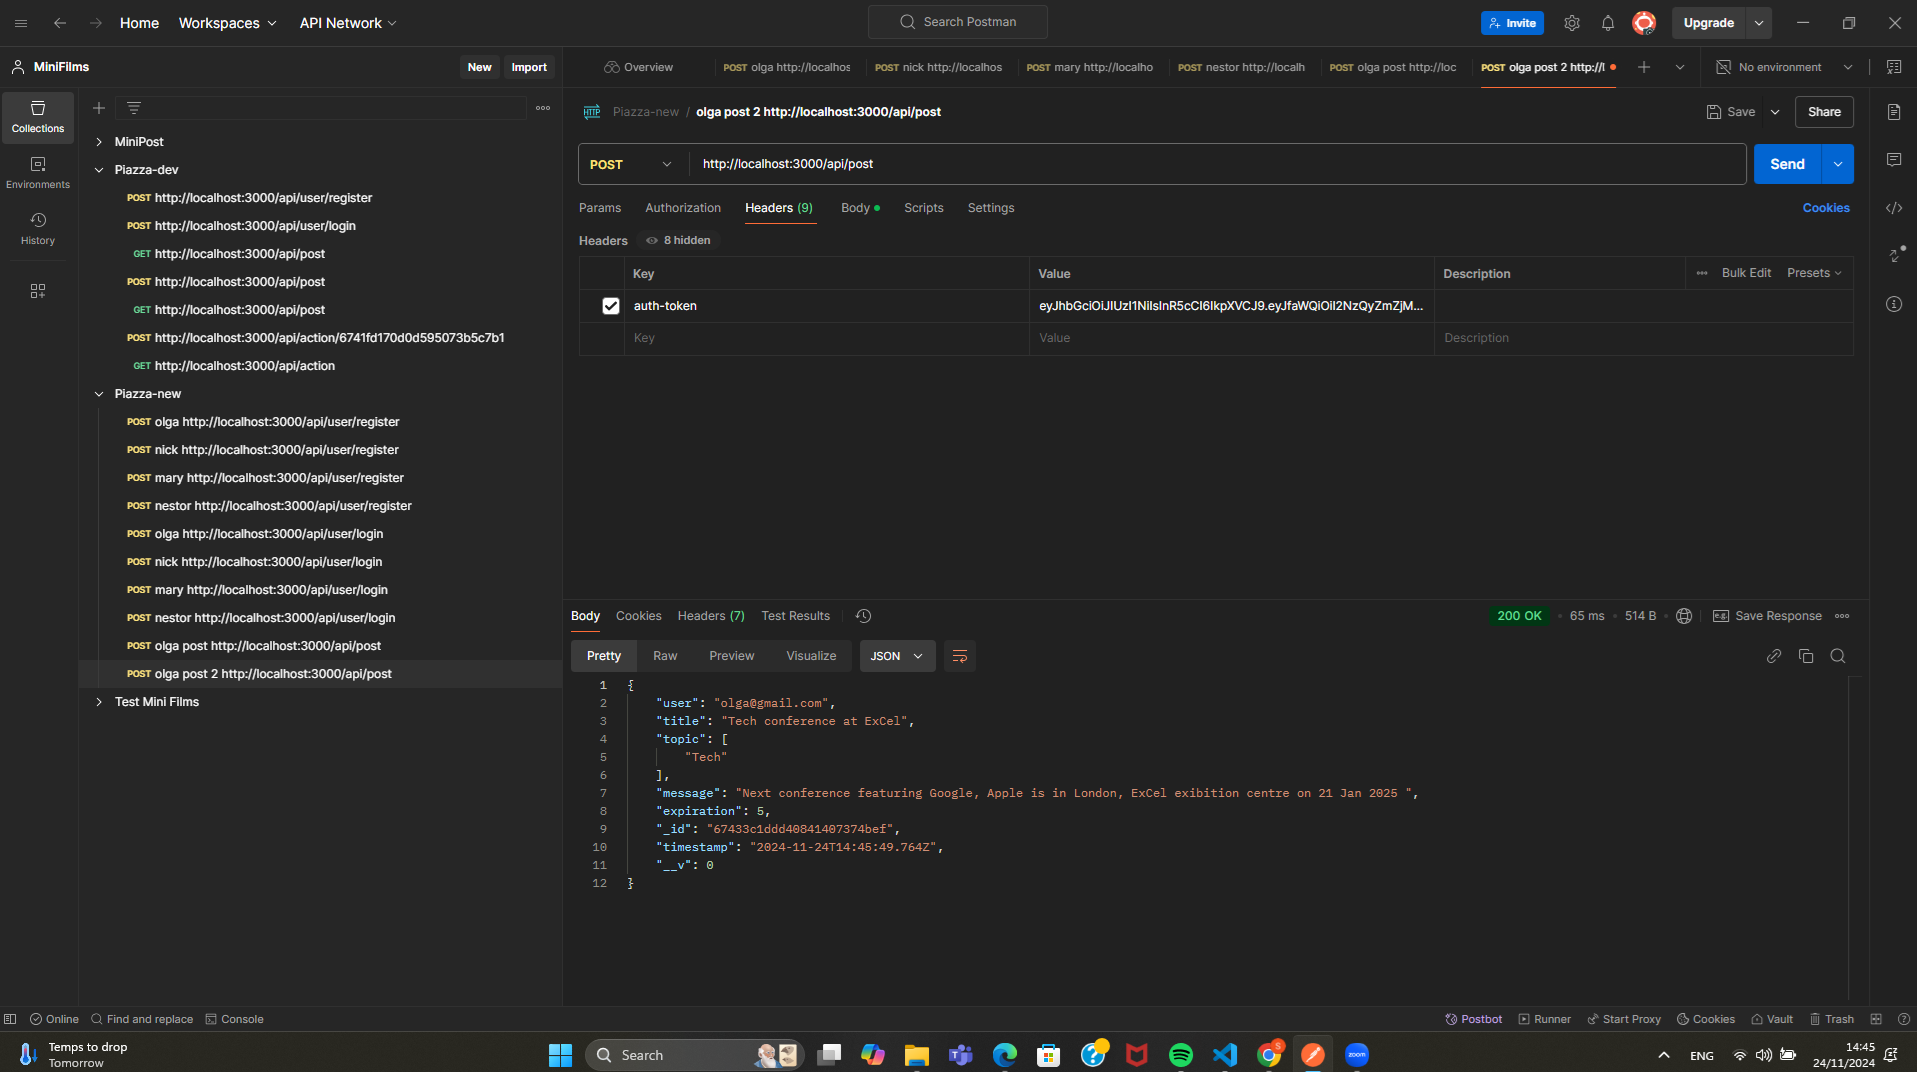 Home Workspaces API Network Search Postman Invite Upgrade
MiniFilms New Import Overview POST olga http://localhos POST nick http://localhos POST mary http://localho POST nestor http://localh POST olga post http://loc POST olga post 2 http://l No environment
Collections
Environments
History
MiniPost
Piazza-dev
POST http://localhost:3000/api/user/register
POST http://localhost:3000/api/user/login
GET http://localhost:3000/api/post
POST http://localhost:3000/api/post
GET http://localhost:3000/api/post
POST http://localhost:3000/api/action/6741fd170d0d595073b5c7b1
GET http://localhost:3000/api/action
Piazza-new
POST olga http://localhost:3000/api/user/register
POST nick http://localhost:3000/api/user/register
POST mary http://localhost:3000/api/user/register
POST nestor http://localhost:3000/api/user/register
POST olga http://localhost:3000/api/user/login
POST nick http://localhost:3000/api/user/login
POST mary http://localhost:3000/api/user/login
POST nestor http://localhost:3000/api/user/login
POST olga post http://localhost:3000/api/post
POST olga post 2 http://localhost:3000/api/post
Test Mini Films
HTTP Piazza-new / olga post 2 http://localhost:3000/api/post Save Share
POST http://localhost:3000/api/post Send
Params Authorization Headers (9) Body Scripts Settings Cookies
Headers 8 hidden
Key Value Description Bulk Edit Presets
auth-token eyJhbGciOiJIUzI1NiIsInR5cCI6IkpXVCJ9.eyJfaWQiOiI2NzQyZmZjM...
Key Value Description
Body Cookies Headers (7) Test Results 200 OK 65 ms 514 B Save Response
Pretty Raw Preview Visualize JSON
1 {
2 "user": "olga@gmail.com",
3 "title": "Tech conference at ExCel",
4 "topic": [
5 "Tech"
6 ],
7 "message": "Next conference featuring Google, Apple is in London, ExCel exibition centre on 21 Jan 2025 ",
8 "expiration": 5,
9 "_id": "67433c1ddd40841407374bef",
10 "timestamp": "2024-11-24T14:45:49.764Z",
11 "__v": 0
12 }
Online Find and replace Console Postbot Runner Start Proxy Cookies Vault Trash
Temps to drop
Tomorrow
Search
zoom
ENG
14:45
24/11/2024